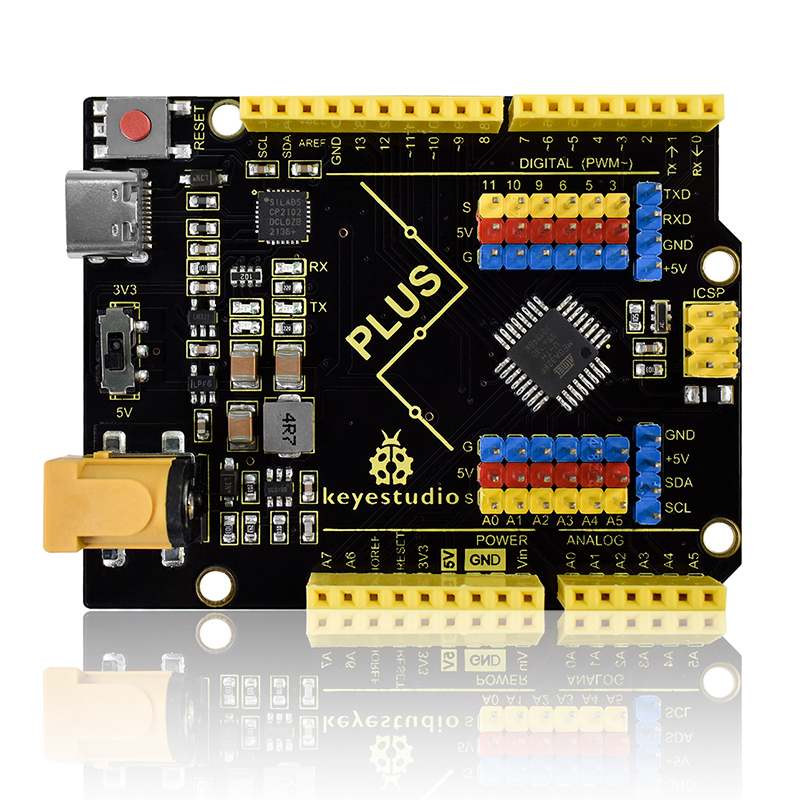 RESET
SCL
SDA
AREF
GND
13
12
~11
~10
~9
8
7
~6
~5
4
~3
2
TX→1
RX←0
DIGITAL (PWM~)
11 10 9 6 5 3
S
5V
G
TXD
RXD
GND
+5V
SILABS
CP2102
DCL0ZB
2136+
RX
TX
3V3
5V
PLUS
ICSP
4R7
keyestudio
G
5V
S
A0 A1 A2 A3 A4 A5
GND
+5V
SDA
SCL
POWER
ANALOG
A7
A6
IOREF
RESET
3V3
5V
GND
Vin
A0
A1
A2
A3
A4
A5